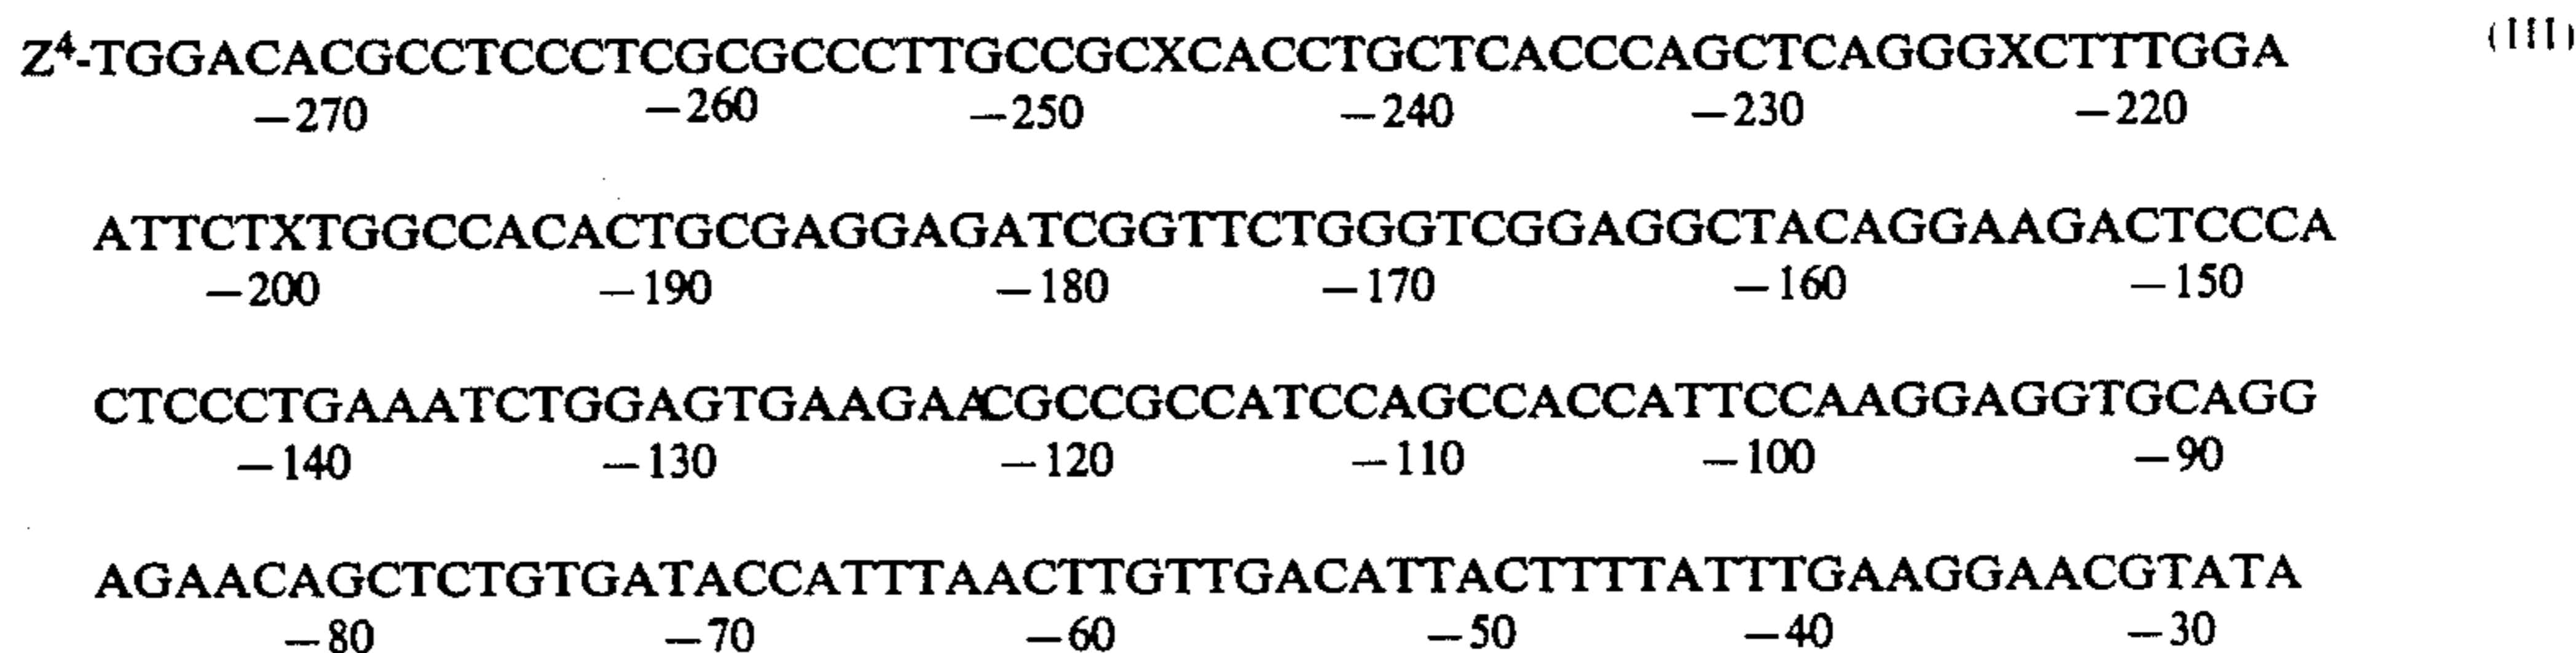 Z⁴-TGGACACGCCTCCCTCGCGCCCTTGCCGCXCACCTGCTCACCCAGCTCAGGGXCTTTGGA (III)
—270 —260 —250 —240 —230 —220
ATTCTXTGGCCACACTGCGAGGAGATCGGTTCTGGGTCGGAGGCTACAGGAAGACTCCCA
—200 —190 —180 —170 —160 —150
CTCCCTGAAATCTGGAGTGAAGAACGCCGCCATCCAGCCACCATTCCAAGGAGGTGCAGG
—140 —130 —120 —110 —100 —90
AGAACAGCTCTGTGATACCATTTAACTTGTTGACATTACTTTTATTTGAAGGAACGTATA
—80 —70 —60 —50 —40 —30